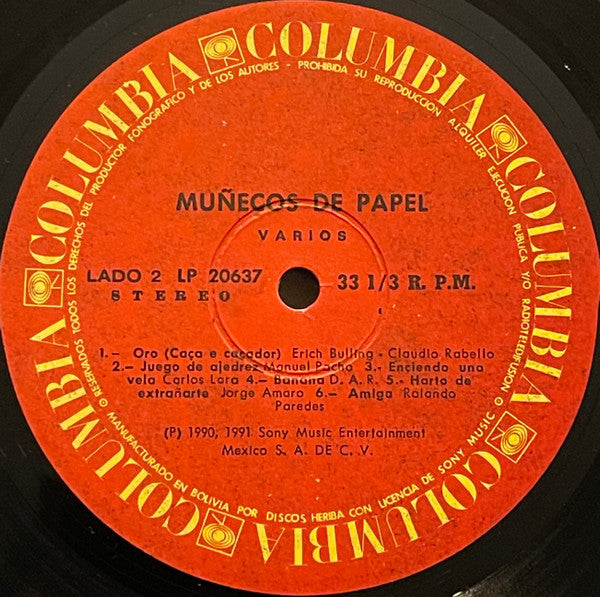 COLUMBIA COLUMBIA COLUMBIA COLUMBIA COLUMBIA COLUMBIA
® RESERVADOS TODOS LOS DERECHOS DEL PRODUCTOR FONOGRAFICO Y DE LOS AUTORES - PROHIBIDA SU REPRODUCCION ALQUILER EJECUCION PUBLICA Y/O RADIOTELEDIFUSION ©
MUÑECOS DE PAPEL
VARIOS
LADO 2 LP 20637 33 1/3 R. P.M.
STEREO
1.- Oro (Caça e caçador) Erich Bulling - Claudio Rabello
2.- Juego de ajedrez Manuel Pacho 3.- Enciendo una
vela Carlos Lara 4.- Banana D. A. R. 5.- Harto de
extrañarte Jorge Amaro 6.- Amiga Rolando
Paredes
(P) 1990, 1991 Sony Music Entertainment
Mexico S. A. DE C. V.
MANUFACTURADO EN BOLIVIA POR DISCOS HERIBA CON LICENCIA DE SONY MUSIC ©